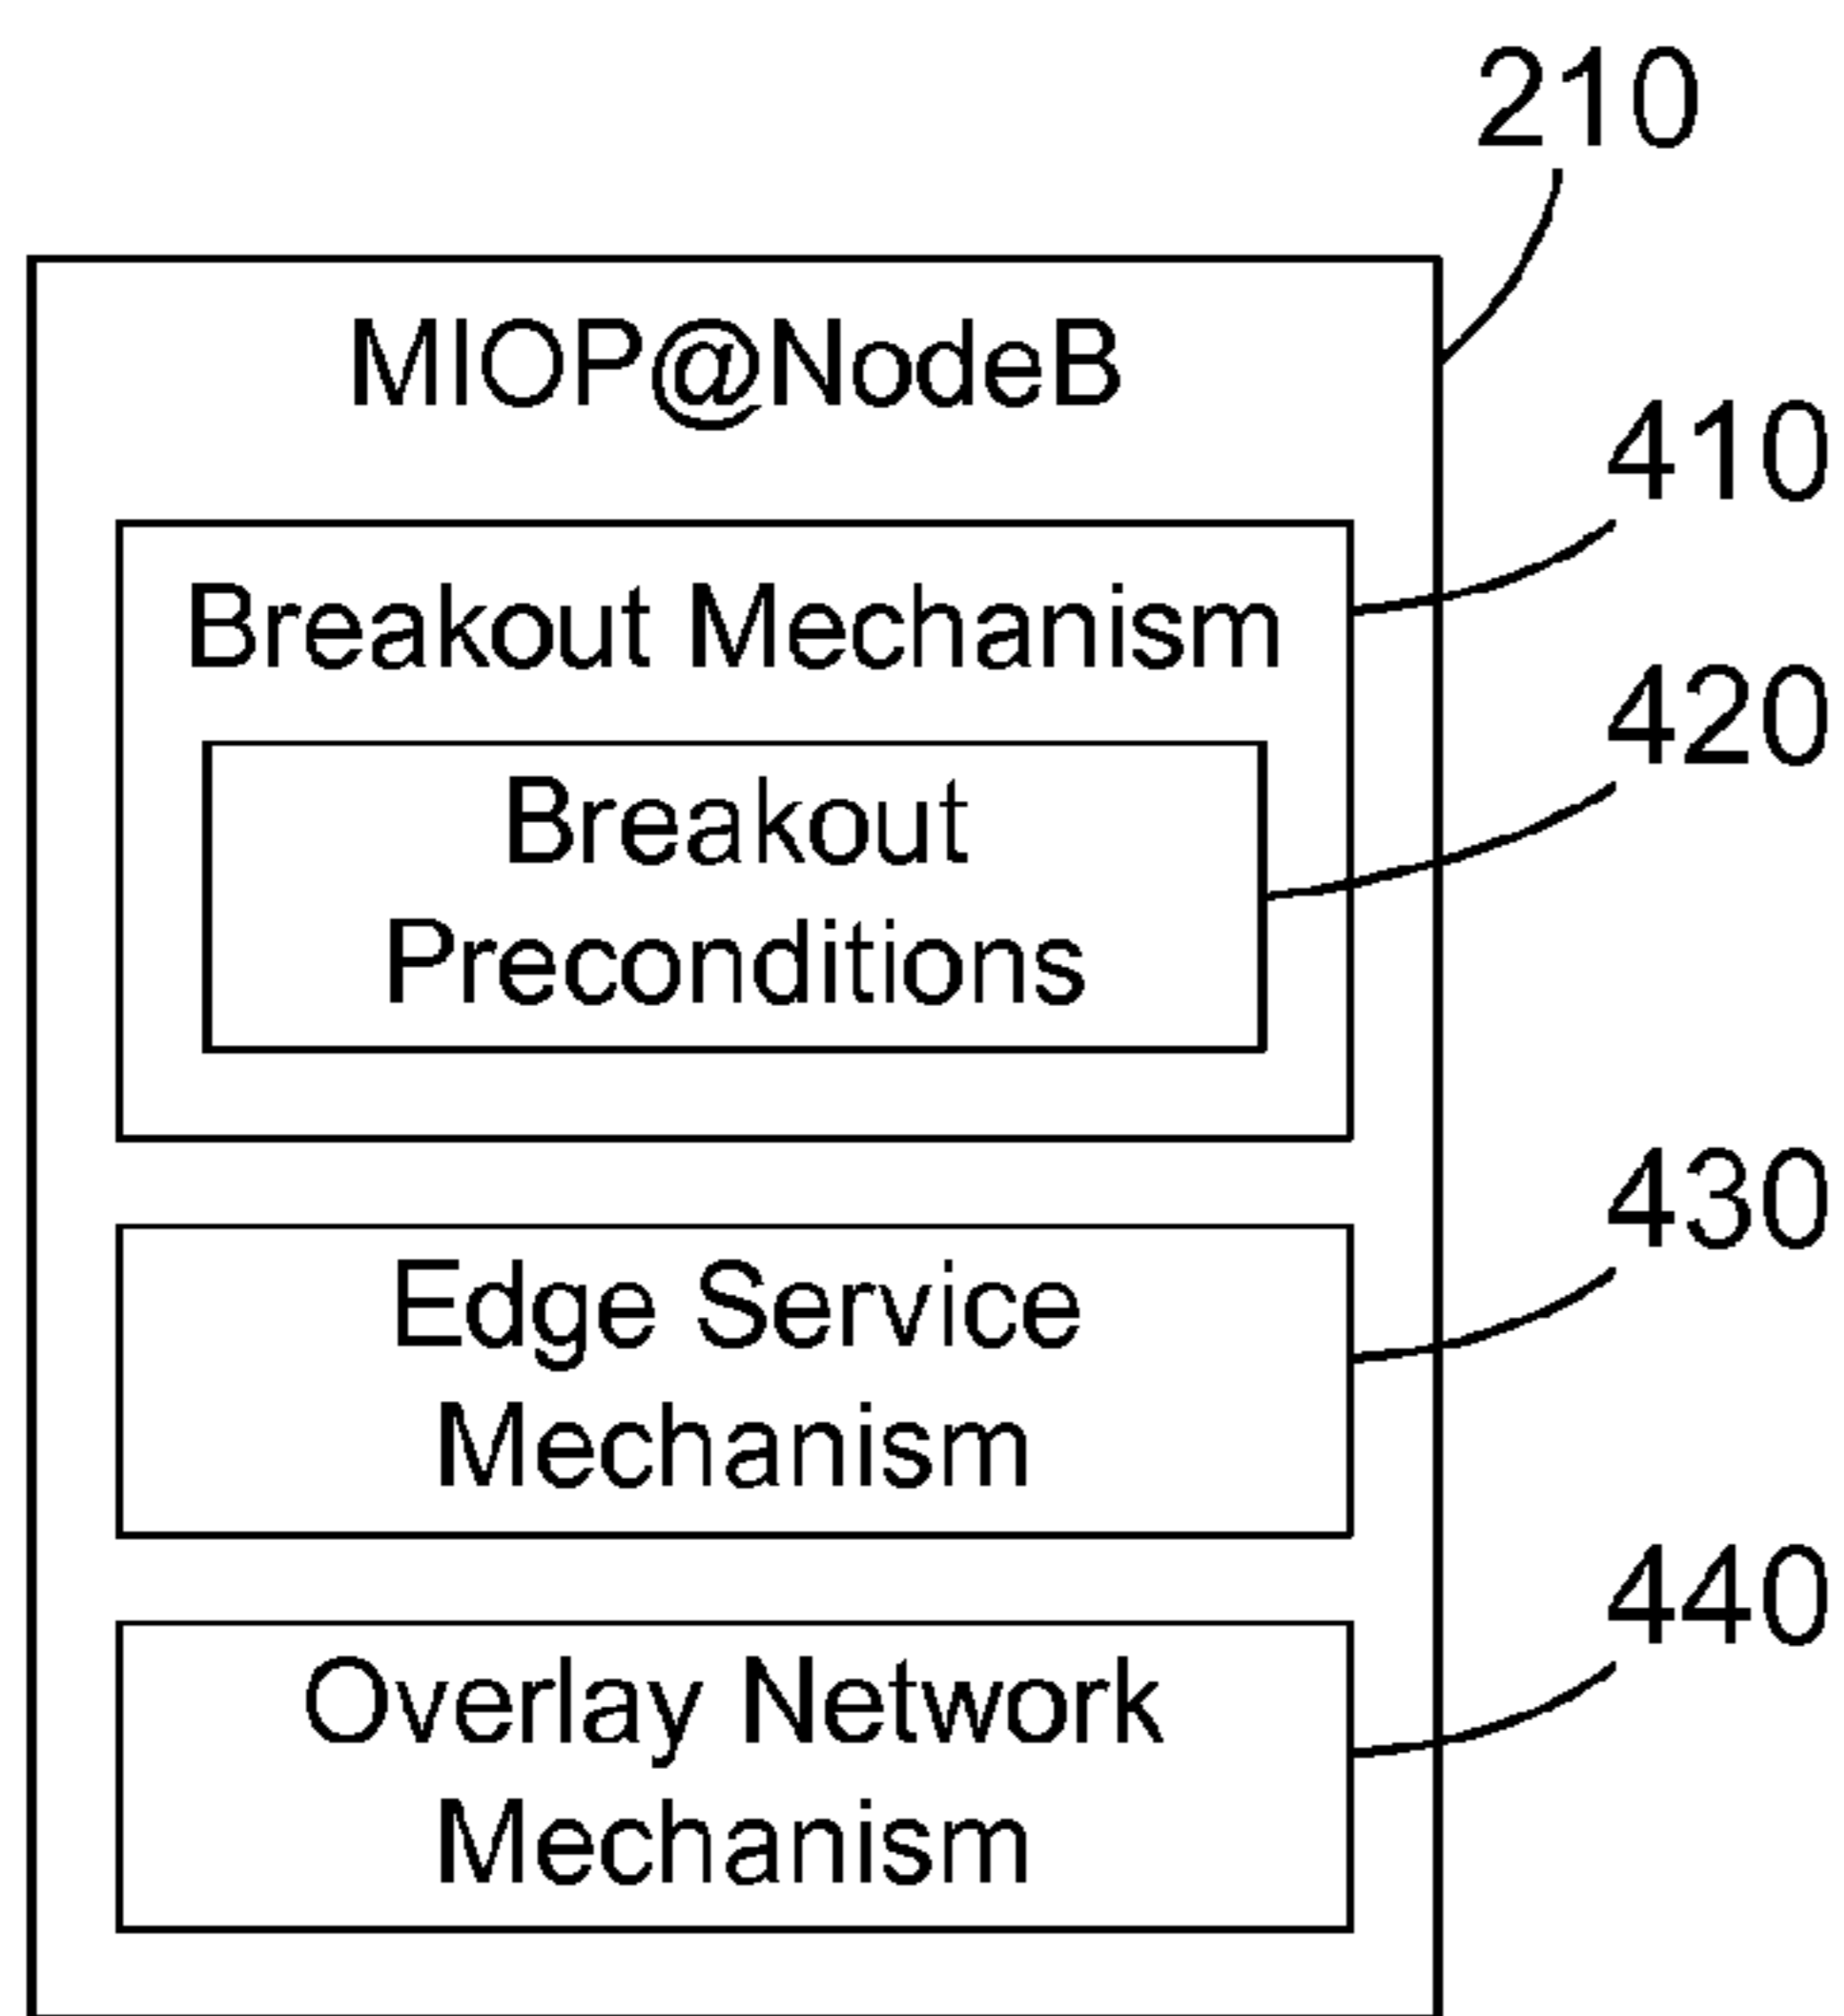 210
MIOP@NodeB
410
Breakout Mechanism
420
Breakout
Preconditions
430
Edge Service
Mechanism
440
Overlay Network
Mechanism